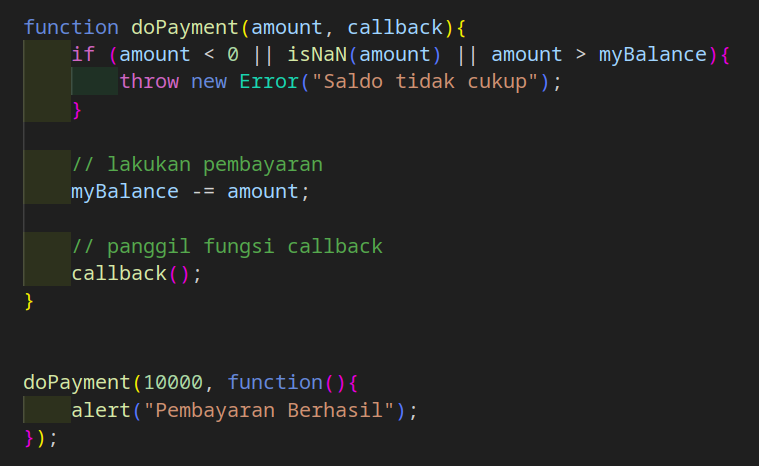 function doPayment(amount, callback){
if (amount < 0 || isNaN(amount) || amount > myBalance){
throw new Error("Saldo tidak cukup");
}
// lakukan pembayaran
myBalance -= amount;
// panggil fungsi callback
callback();
}
doPayment(10000, function(){
alert("Pembayaran Berhasil");
});